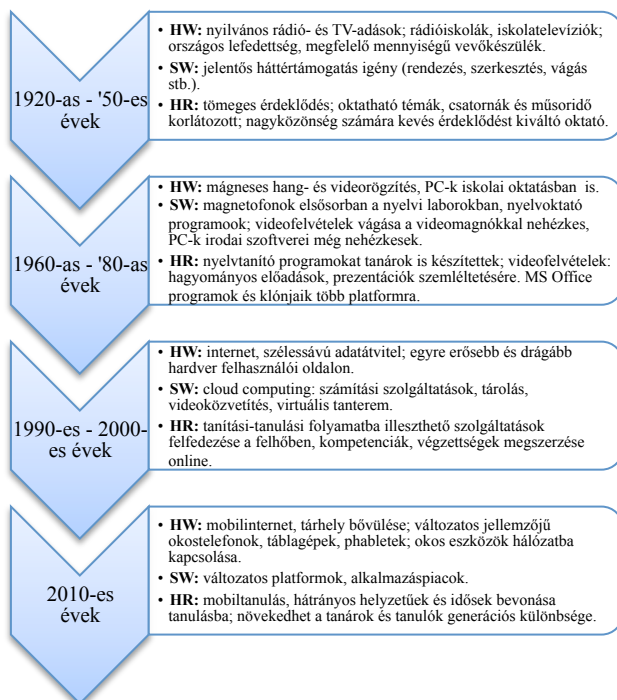 1920-as - '50-es
évek
• HW: nyilvános rádió- és TV-adások; rádióiskolák, iskolatelevíziók;
országos lefedettség, megfelelő mennyiségű vevőkészülék.
• SW: jelentős háttértámogatás igény (rendezés, szerkesztés, vágás
stb.).
• HR: tömeges érdeklődés; oktatható témák, csatornák és műsoridő
korlátozott; nagyközönség számára kevés érdeklődést kiváltó oktató.
1960-as - '80-as
évek
• HW: mágneses hang- és videorögzítés, PC-k iskolai oktatásban is.
• SW: magnetofonok elsősorban a nyelvi laborokban, nyelvoktató
programook; videofelvételek vágása a videomagnókkal nehézkes,
PC-k irodai szoftverei még nehézkesek.
• HR: nyelvtanító programokat tanárok is készítettek; videofelvételek:
hagyományos előadások, prezentációk szemléltetésére. MS Office
programok és klónjaik több platformra.
1990-es - 2000-
es évek
• HW: internet, szélessávú adatátvitel; egyre erősebb és drágább
hardver felhasználói oldalon.
• SW: cloud computing: számítási szolgáltatások, tárolás,
videoközvetítés, virtuális tanterem.
• HR: tanítási-tanulási folyamatba illeszthető szolgáltatások
felfedezése a felhőben, kompetenciák, végzettségek megszerzése
online.
2010-es
évek
• HW: mobilinternet, tárhely bővülése; változatos jellemzőjű
okostelefonok, táblagépek, phabletek; okos eszközök hálózatba
kapcsolása.
• SW: változatos platformok, alkalmazáspiacok.
• HR: mobiltanulás, hátrányos helyzetűek és idősek bevonása
tanulásba; növekedhet a tanárok és tanulók generációs különbsége.